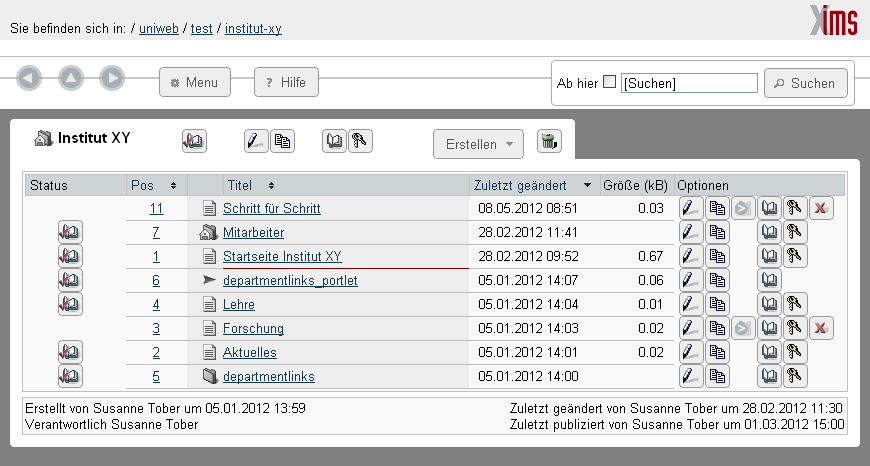 Sie befinden sich in: / uniweb / test / institut-xy
Xims
Menu
? Hilfe
Ab hier [Suchen] Suchen
Institut XY
Erstellen
Status Pos Titel Zuletzt geändert Größe (kB) Optionen
11 Schritt für Schritt 08.05.2012 08:51 0.03
7 Mitarbeiter 28.02.2012 11:41
1 Startseite Institut XY 28.02.2012 09:52 0.67
6 departmentlinks_portlet 05.01.2012 14:07 0.06
4 Lehre 05.01.2012 14:04 0.01
3 Forschung 05.01.2012 14:03 0.02
2 Aktuelles 05.01.2012 14:01 0.02
5 departmentlinks 05.01.2012 14:00
Erstellt von Susanne Tober um 05.01.2012 13:59 Zuletzt geändert von Susanne Tober um 28.02.2012 11:30
Verantwortlich Susanne Tober Zuletzt publiziert von Susanne Tober um 01.03.2012 15:00